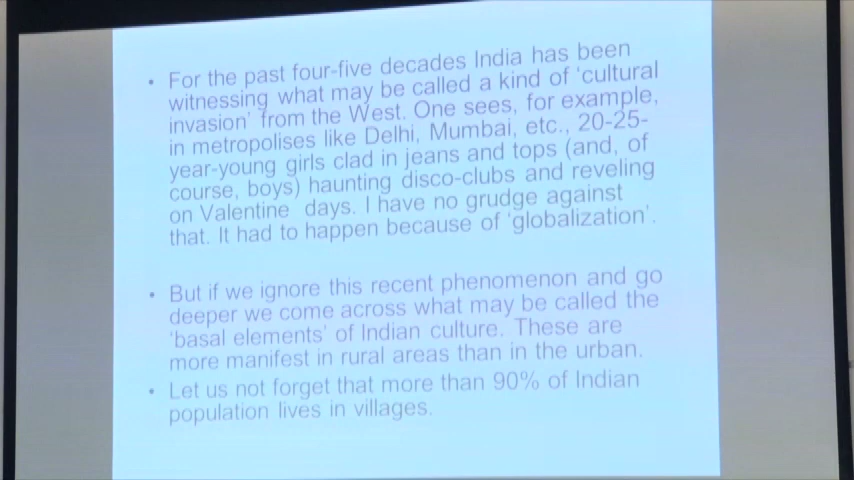 • For the past four-five decades India has been
witnessing what may be called a kind of ‘cultural
invasion’ from the West. One sees, for example,
in metropolises like Delhi, Mumbai, etc., 20-25-
year-young girls clad in jeans and tops (and, of
course, boys) haunting disco-clubs and reveling
on Valentine days. I have no grudge against
that. It had to happen because of ‘globalization’.
• But if we ignore this recent phenomenon and go
deeper we come across what may be called the
‘basal elements’ of Indian culture. These are
more manifest in rural areas than in the urban.
• Let us not forget that more than 90% of Indian
population lives in villages.